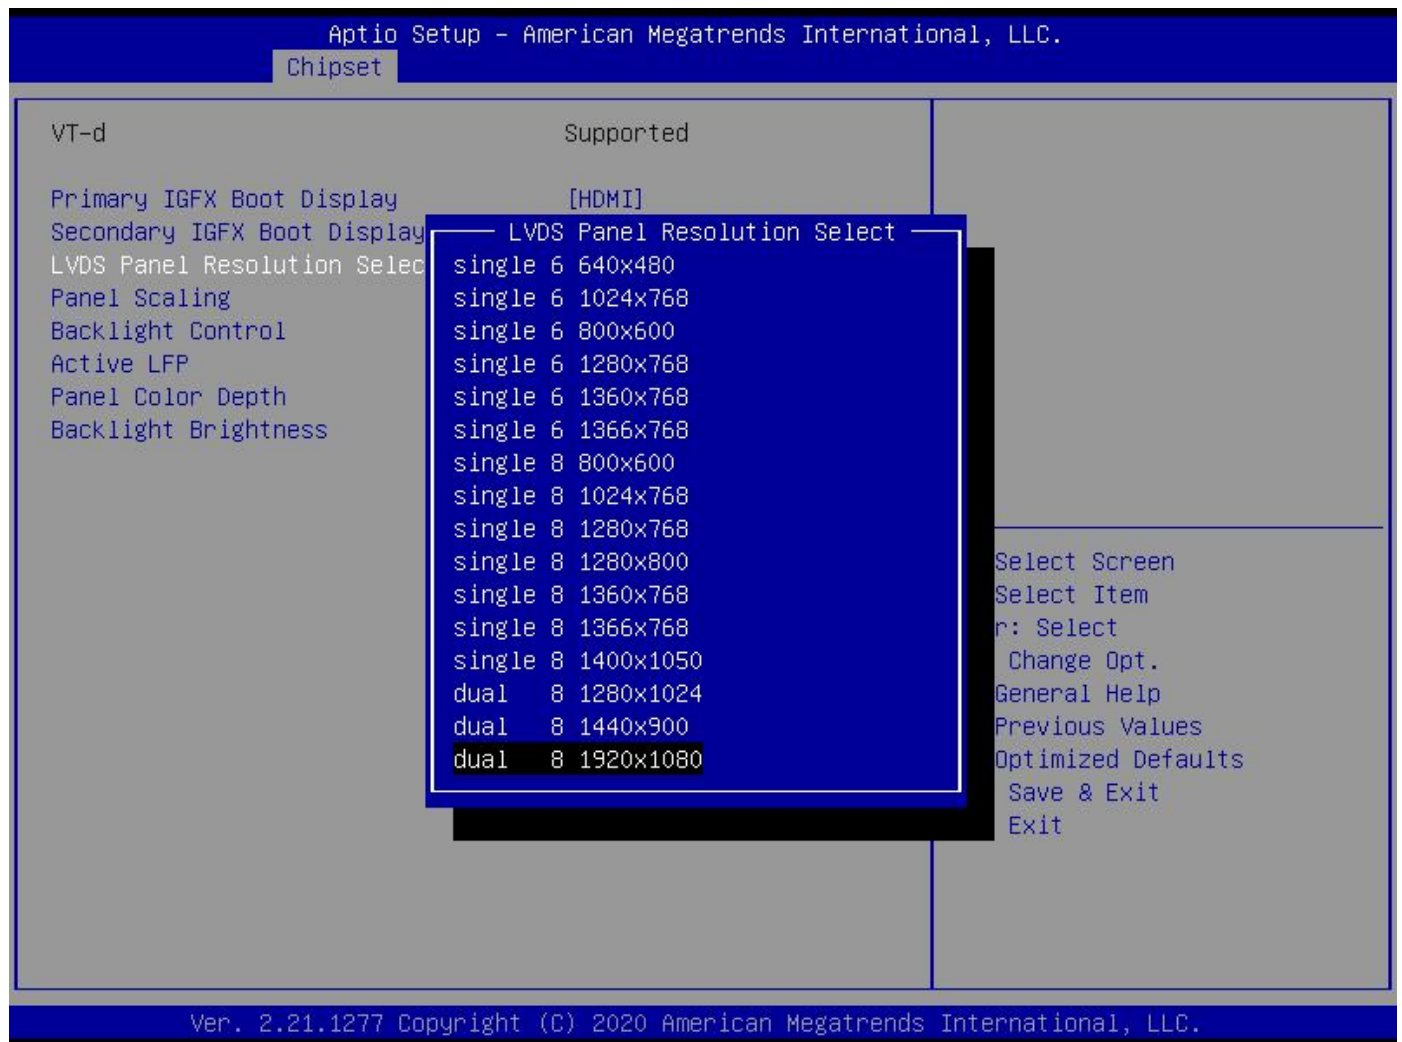 Aptio Setup – American Megatrends International, LLC.
Chipset
VT-d Supported
Primary IGFX Boot Display [HDMI]
Secondary IGFX Boot Display
LVDS Panel Resolution Selec
Panel Scaling
Backlight Control
Active LFP
Panel Color Depth
Backlight Brightness
LVDS Panel Resolution Select
single 6 640x480
single 6 1024x768
single 6 800x600
single 6 1280x768
single 6 1360x768
single 6 1366x768
single 8 800x600
single 8 1024x768
single 8 1280x768
single 8 1280x800
single 8 1360x768
single 8 1366x768
single 8 1400x1050
dual 8 1280x1024
dual 8 1440x900
dual 8 1920x1080
Select Screen
Select Item
r: Select
Change Opt.
General Help
Previous Values
Optimized Defaults
Save & Exit
Exit
Ver. 2.21.1277 Copyright (C) 2020 American Megatrends International, LLC.